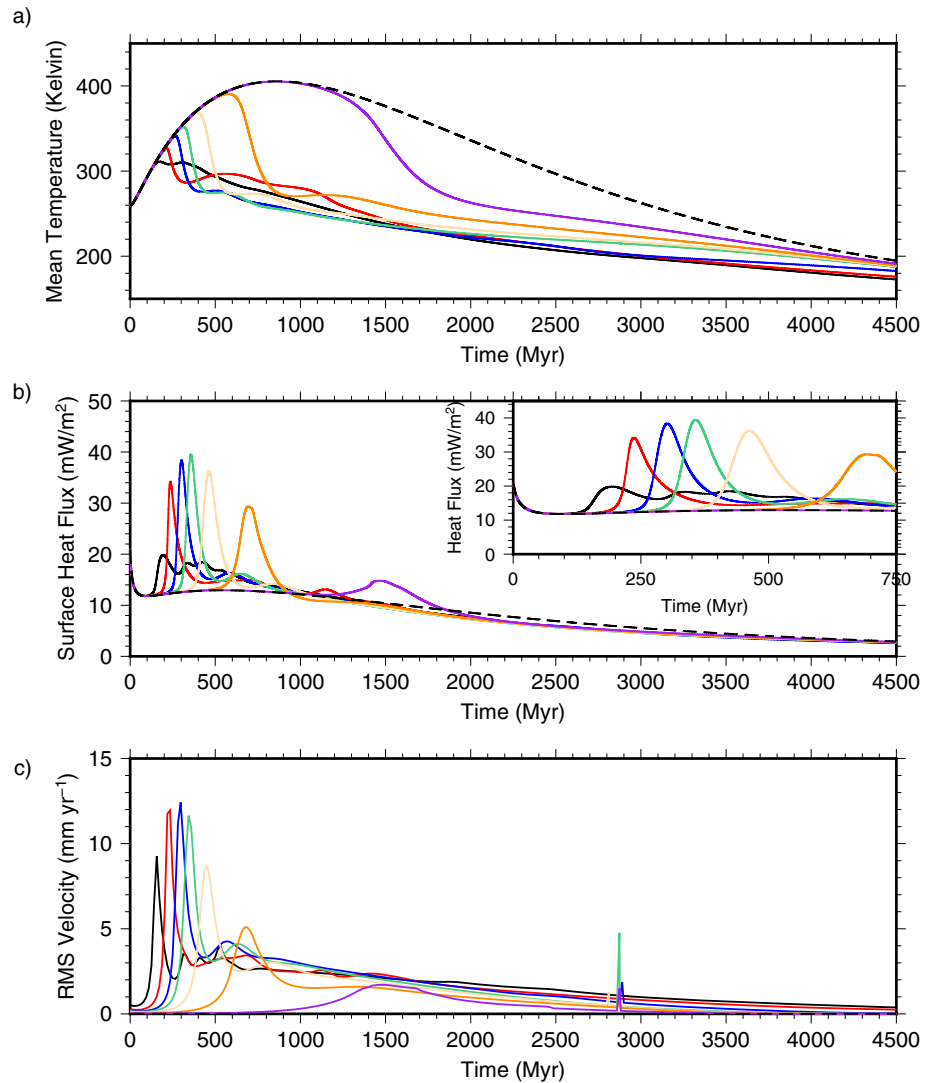 a)
Mean Temperature (Kelvin)
400
300
200
0 500 1000 1500 2000 2500 3000 3500 4000 4500
Time (Myr)
b)
Surface Heat Flux (mW/m²)
50
40
30
20
10
0
0 500 1000 1500 2000 2500 3000 3500 4000 4500
Time (Myr)
Heat Flux (mW/m²)
40
30
20
10
0
0 250 500 750
Time (Myr)
c)
RMS Velocity (mm yr⁻¹)
15
10
5
0
0 500 1000 1500 2000 2500 3000 3500 4000 4500
Time (Myr)